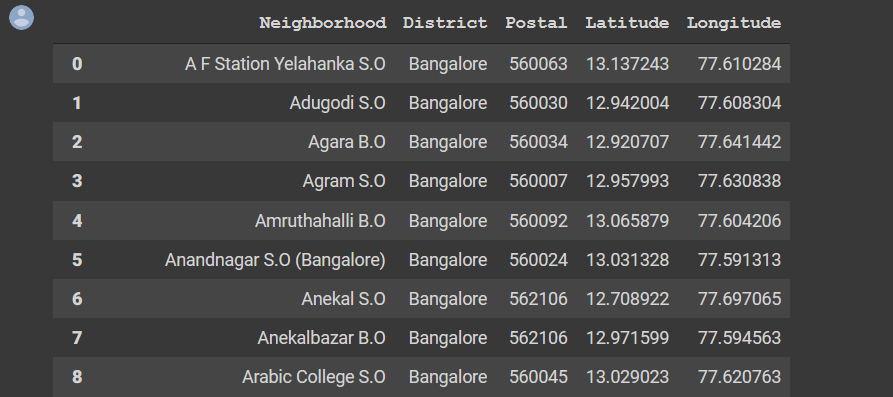 Neighborhood District Postal Latitude Longitude
0 A F Station Yelahanka S.O Bangalore 560063 13.137243 77.610284
1 Adugodi S.O Bangalore 560030 12.942004 77.608304
2 Agara B.O Bangalore 560034 12.920707 77.641442
3 Agram S.O Bangalore 560007 12.957993 77.630838
4 Amruthahalli B.O Bangalore 560092 13.065879 77.604206
5 Anandnagar S.O (Bangalore) Bangalore 560024 13.031328 77.591313
6 Anekal S.O Bangalore 562106 12.708922 77.697065
7 Anekalbazar B.O Bangalore 562106 12.971599 77.594563
8 Arabic College S.O Bangalore 560045 13.029023 77.620763